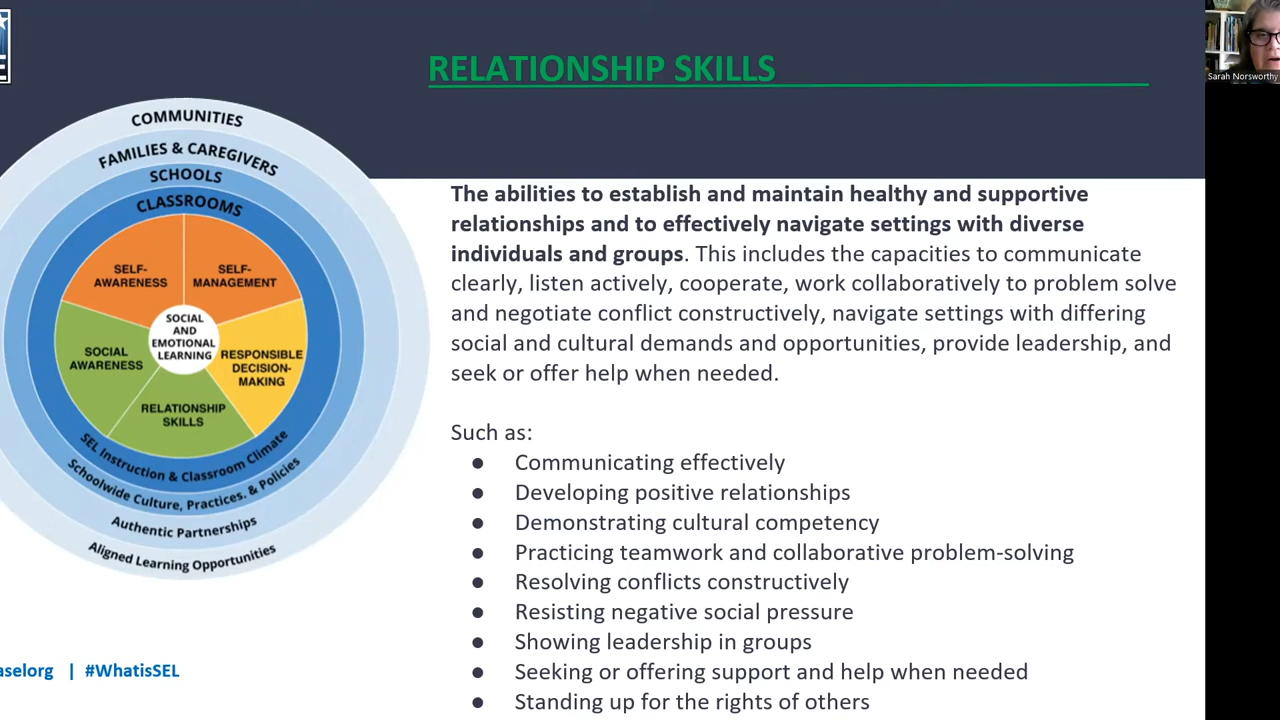 E
RELATIONSHIP SKILLS
Sarah Norsworthy
COMMUNITIES
FAMILIES & CAREGIVERS
SCHOOLS
CLASSROOMS
SELF-
AWARENESS
SELF-
MANAGEMENT
SOCIAL
AND
EMOTIONAL
LEARNING
SOCIAL
AWARENESS
RESPONSIBLE
DECISION-
MAKING
RELATIONSHIP
SKILLS
SEL Instruction & Classroom Climate
Schoolwide Culture, Practices. & Policies
Authentic Partnerships
Aligned Learning Opportunities
The abilities to establish and maintain healthy and supportive
relationships and to effectively navigate settings with diverse
individuals and groups. This includes the capacities to communicate
clearly, listen actively, cooperate, work collaboratively to problem solve
and negotiate conflict constructively, navigate settings with differing
social and cultural demands and opportunities, provide leadership, and
seek or offer help when needed.
Such as:
● Communicating effectively
● Developing positive relationships
● Demonstrating cultural competency
● Practicing teamwork and collaborative problem-solving
● Resolving conflicts constructively
● Resisting negative social pressure
● Showing leadership in groups
● Seeking or offering support and help when needed
● Standing up for the rights of others
aselorg | #WhatisSEL